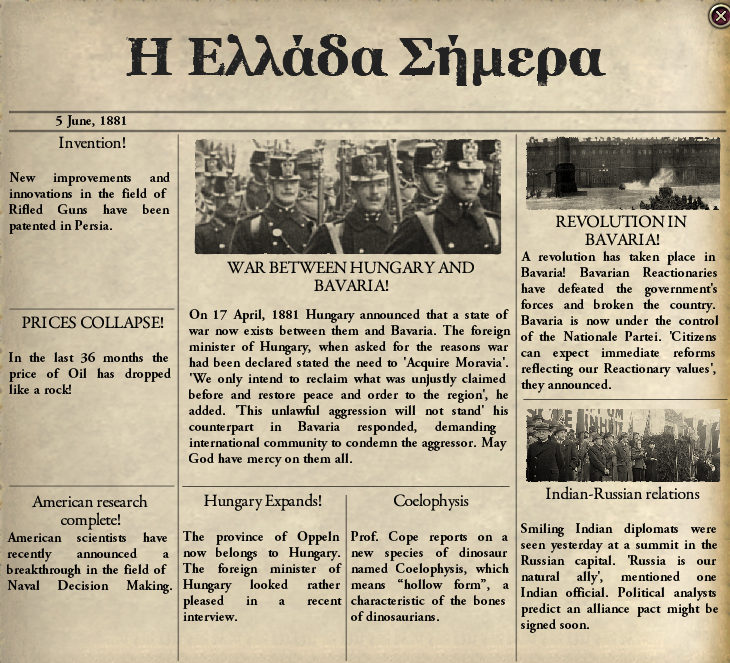 Η Ελλάδα Σήμερα
5 June, 1881
Invention!
New improvements and
innovations in the field of
Rifled Guns have been
patented in Persia.
PRICES COLLAPSE!
In the last 36 months the
price of Oil has dropped
like a rock!
American research
complete!
American scientists have
recently announced a
breakthrough in the field of
Naval Decision Making.
WAR BETWEEN HUNGARY AND
BAVARIA!
On 17 April, 1881 Hungary announced that a state of
war now exists between them and Bavaria. The foreign
minister of Hungary, when asked for the reasons war
had been declared stated the need to 'Acquire Moravia'.
'We only intend to reclaim what was unjustly claimed
before and restore peace and order to the region', he
added. 'This unlawful aggression will not stand' his
counterpart in Bavaria responded, demanding
international community to condemn the aggressor. May
God have mercy on them all.
Hungary Expands!
The province of Oppeln
now belongs to Hungary.
The foreign minister of
Hungary looked rather
pleased in a recent
interview.
Coelophysis
Prof. Cope reports on a
new species of dinosaur
named Coelophysis, which
means “hollow form”, a
characteristic of the bones
of dinosaurians.
REVOLUTION IN
BAVARIA!
A revolution has taken place in
Bavaria! Bavarian Reactionaries
have defeated the government's
forces and broken the country.
Bavaria is now under the control
of the Nationale Partei. 'Citizens
can expect immediate reforms
reflecting our Reactionary values',
they announced.
Indian-Russian relations
Smiling Indian diplomats were
seen yesterday at a summit in the
Russian capital. 'Russia is our
natural ally', mentioned one
Indian official. Political analysts
predict an alliance pact might be
signed soon.